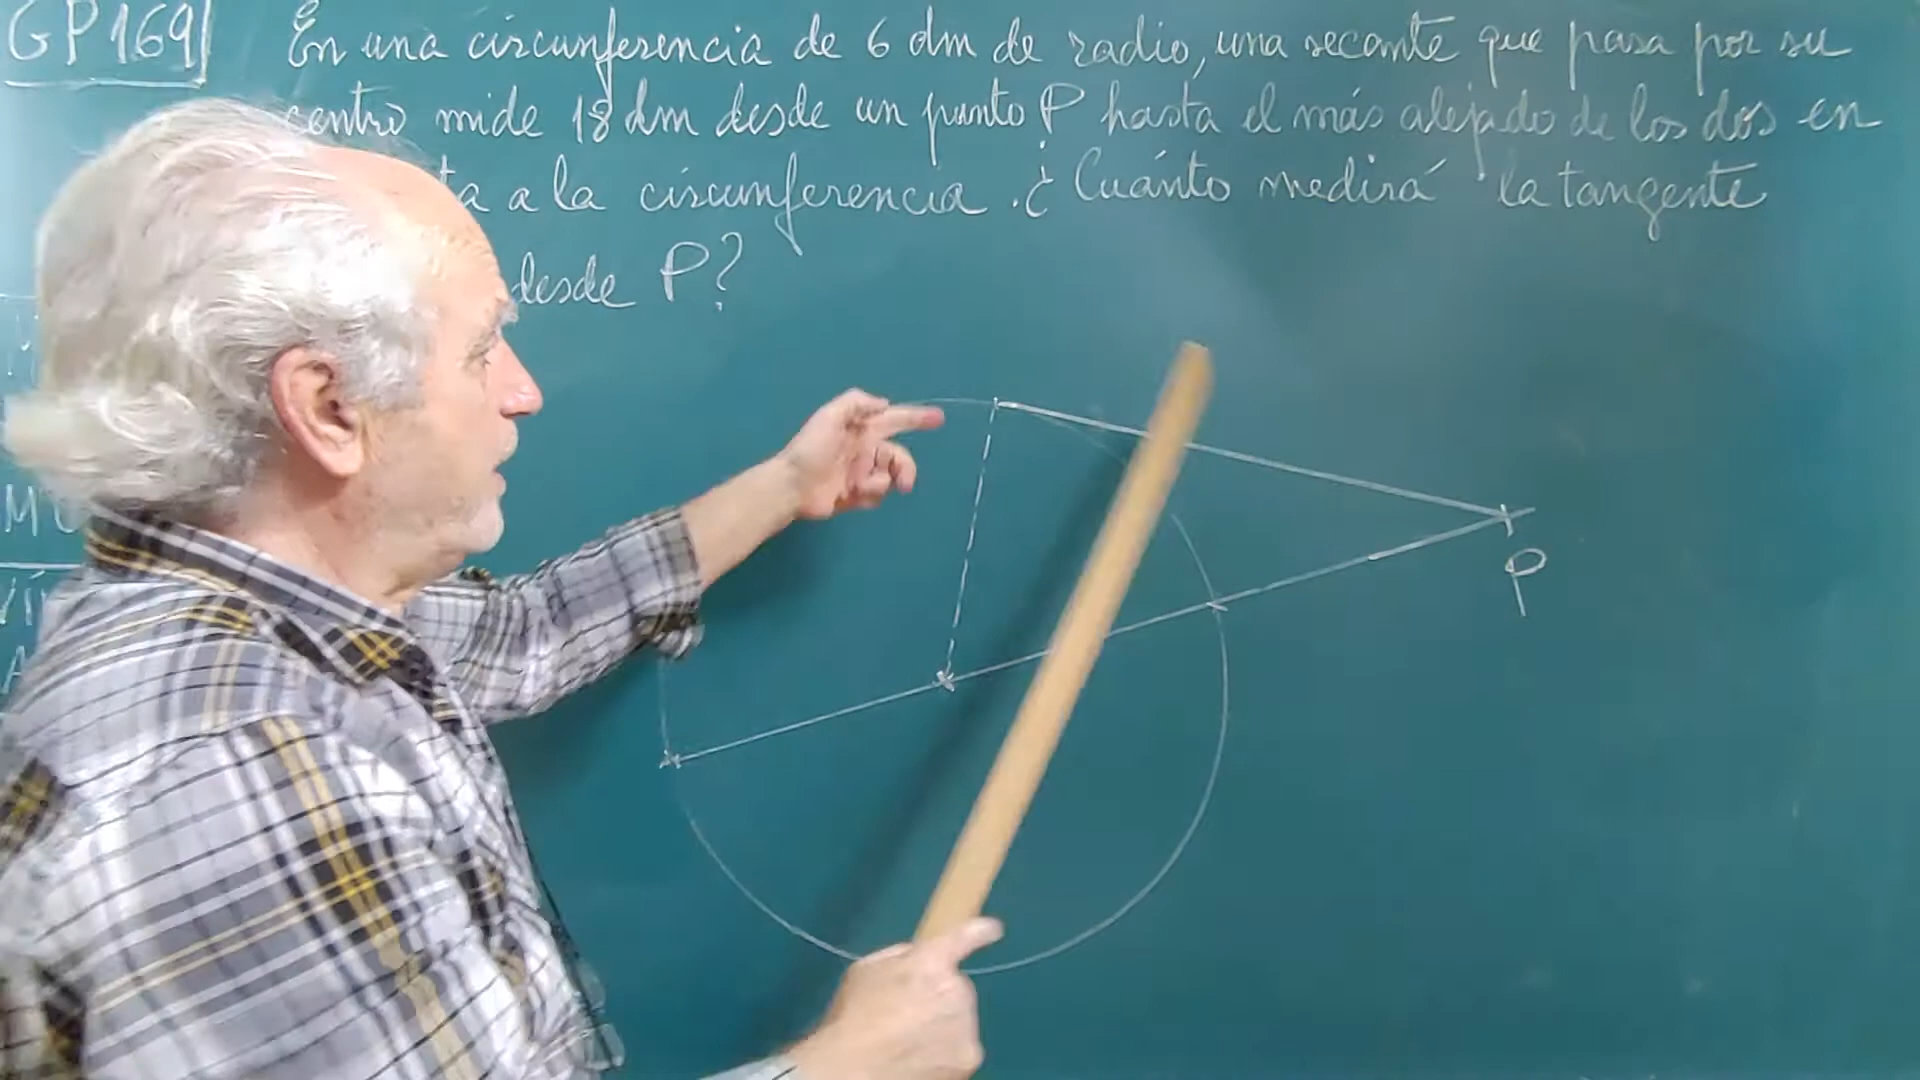 GP169
En una circunferencia de 6 dm de radio, una secante que pasa por su
centro mide 18 dm desde un punto P hasta el más alejado de los dos en
a a la circunferencia. ¿Cuánto medirá la tangente
desde P?
P